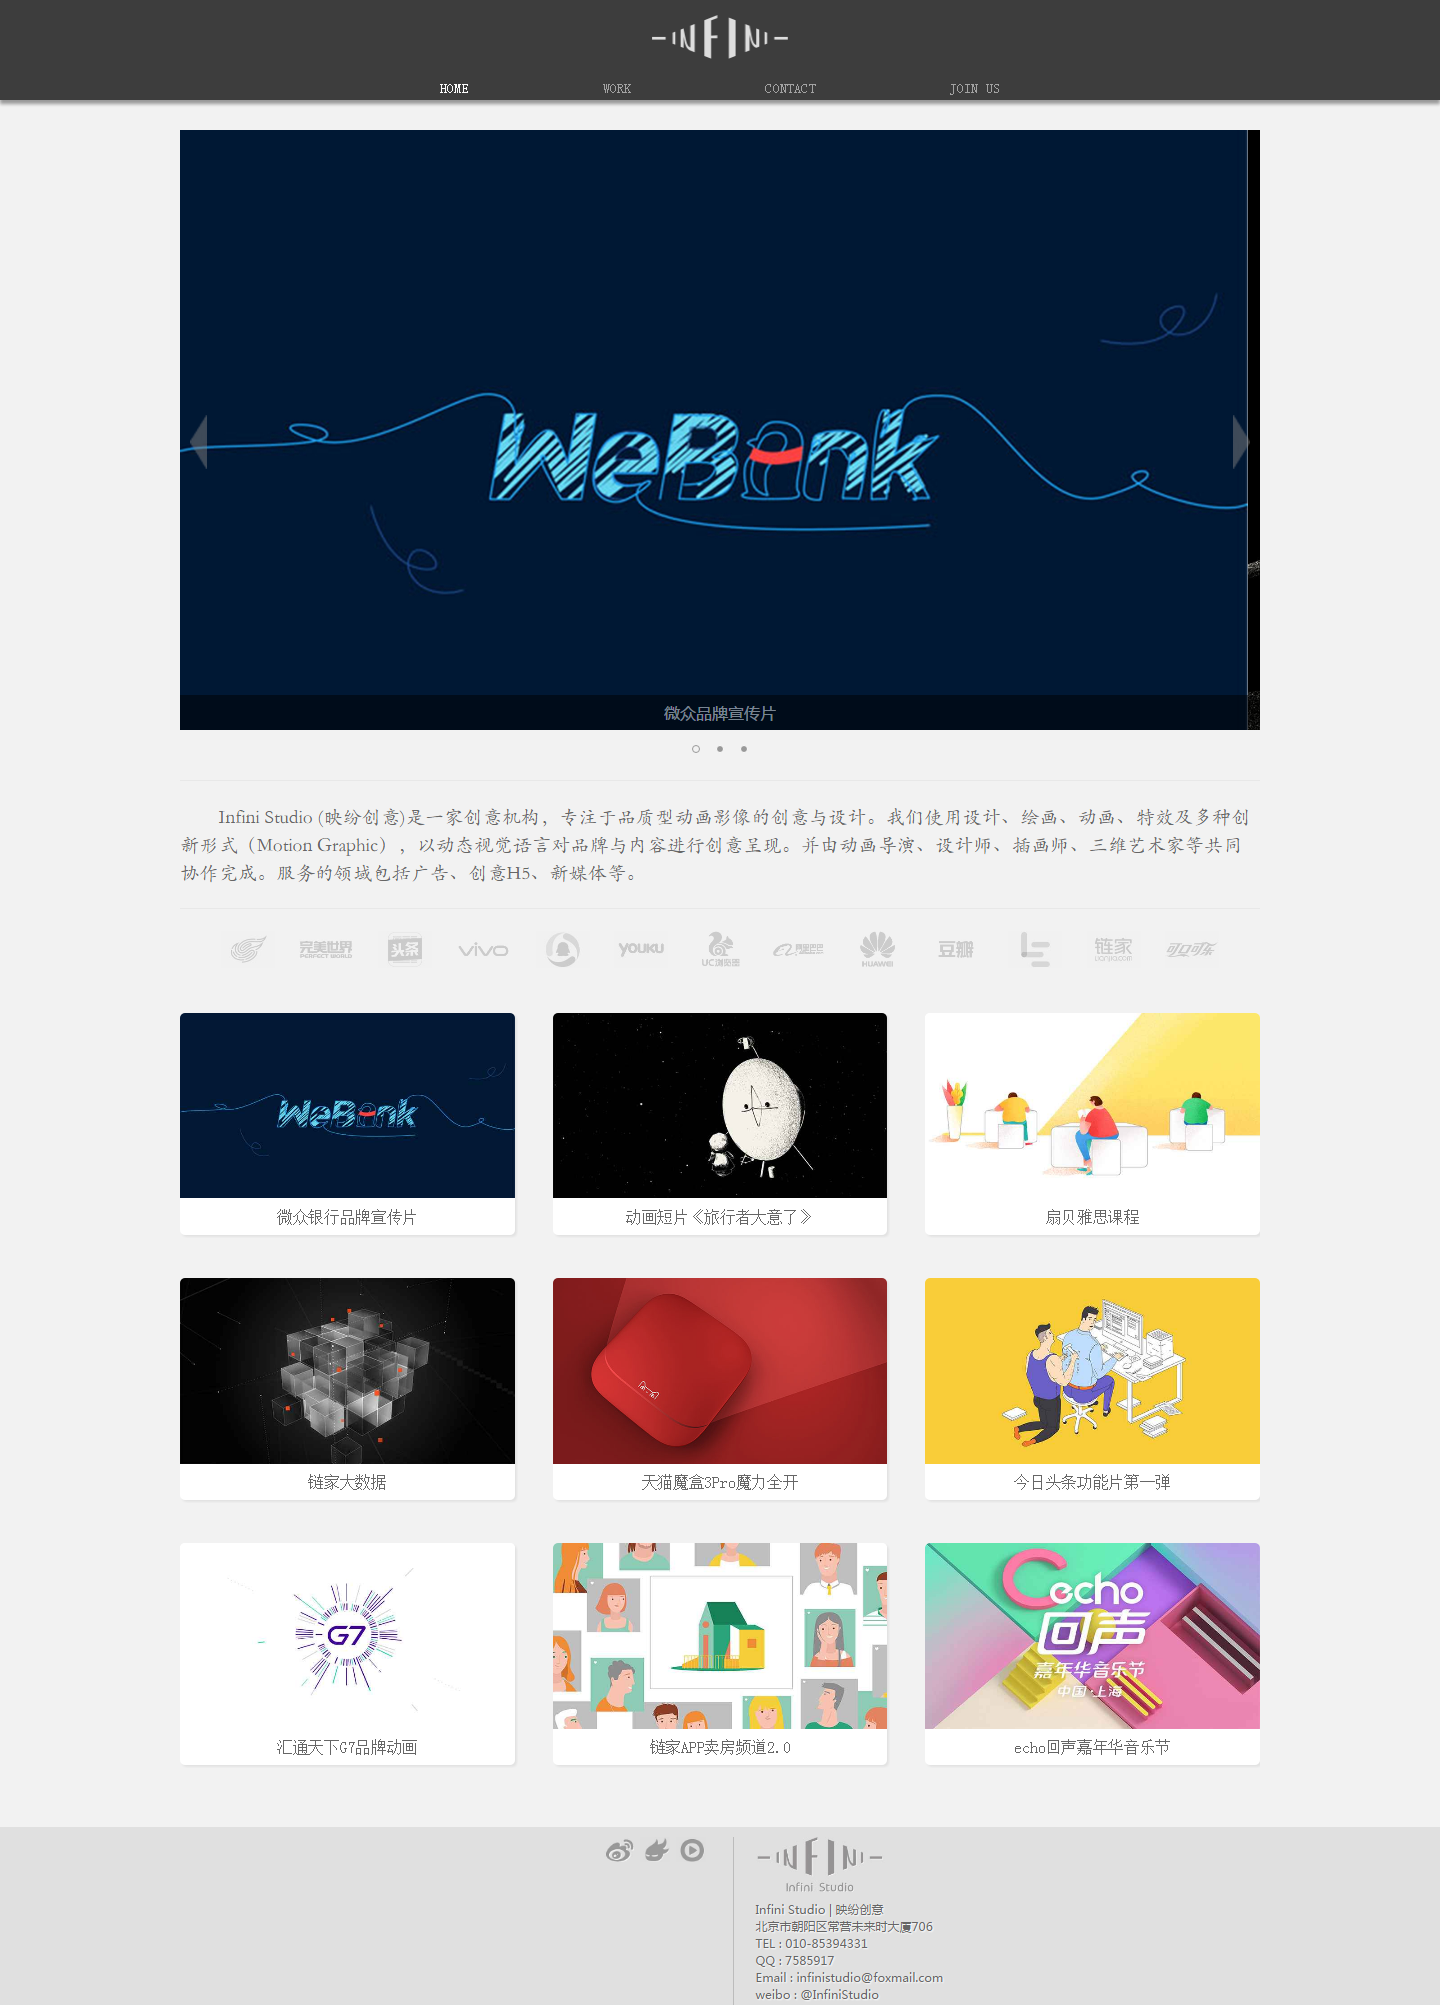 INFINI
HOME WORK CONTACT JOIN US
WeBank
微众品牌宣传片
Infini Studio (映纷创意)是一家创意机构，专注于品质型动画影像的创意与设计。我们使用设计、绘画、动画、特效及多种创
新形式（Motion Graphic），以动态视觉语言对品牌与内容进行创意呈现。并由动画导演、设计师、插画师、三维艺术家等共同
协作完成。服务的领域包括广告、创意H5、新媒体等。
完美世界
PERFECT WORLD
头条
vivo
YOUKU
UC浏览器
阿里巴巴
HUAWEI
豆瓣
链家
LIANJIA.COM
可口可乐
WeBank
微众银行品牌宣传片
动画短片《旅行者大意了》
扇贝雅思课程
链家大数据
天猫魔盒3Pro魔力全开
今日头条功能片第一弹
G7
汇通天下G7品牌动画
链家APP卖房频道2.0
echo
回声
嘉年华音乐节
中国·上海
echo回声嘉年华音乐节
INFINI
Infini Studio
Infini Studio | 映纷创意
北京市朝阳区常营未来时大厦706
TEL : 010-85394331
QQ : 7585917
Email : infinistudio@foxmail.com
weibo : @InfiniStudio